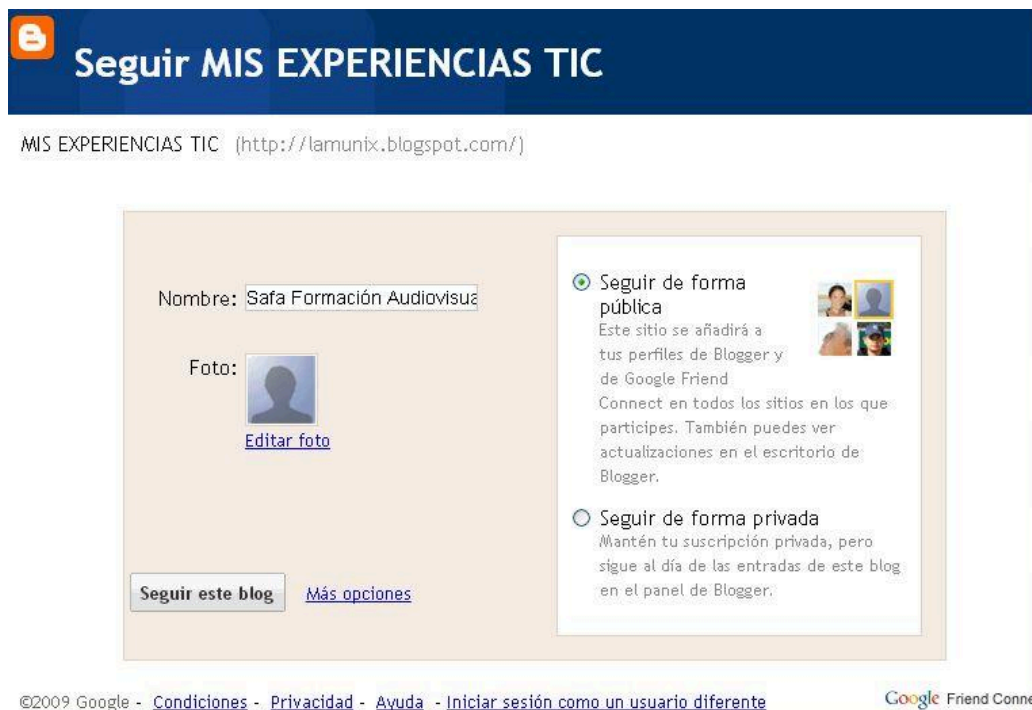 Seguir MIS EXPERIENCIAS TIC
MIS EXPERIENCIAS TIC (http://lamunix.blogspot.com/)
Nombre: Safa Formación Audiovisua
Foto:
Editar foto
Seguir este blog Más opciones
Seguir de forma
pública
Este sitio se añadirá a
tus perfiles de Blogger y
de Google Friend
Connect en todos los sitios en los que
participes. También puedes ver
actualizaciones en el escritorio de
Blogger.
Seguir de forma privada
Mantén tu suscripción privada, pero
sigue al día de las entradas de este blog
en el panel de Blogger.
©2009 Google - Condiciones - Privacidad - Ayuda - Iniciar sesión como un usuario diferente
Google Friend Conne